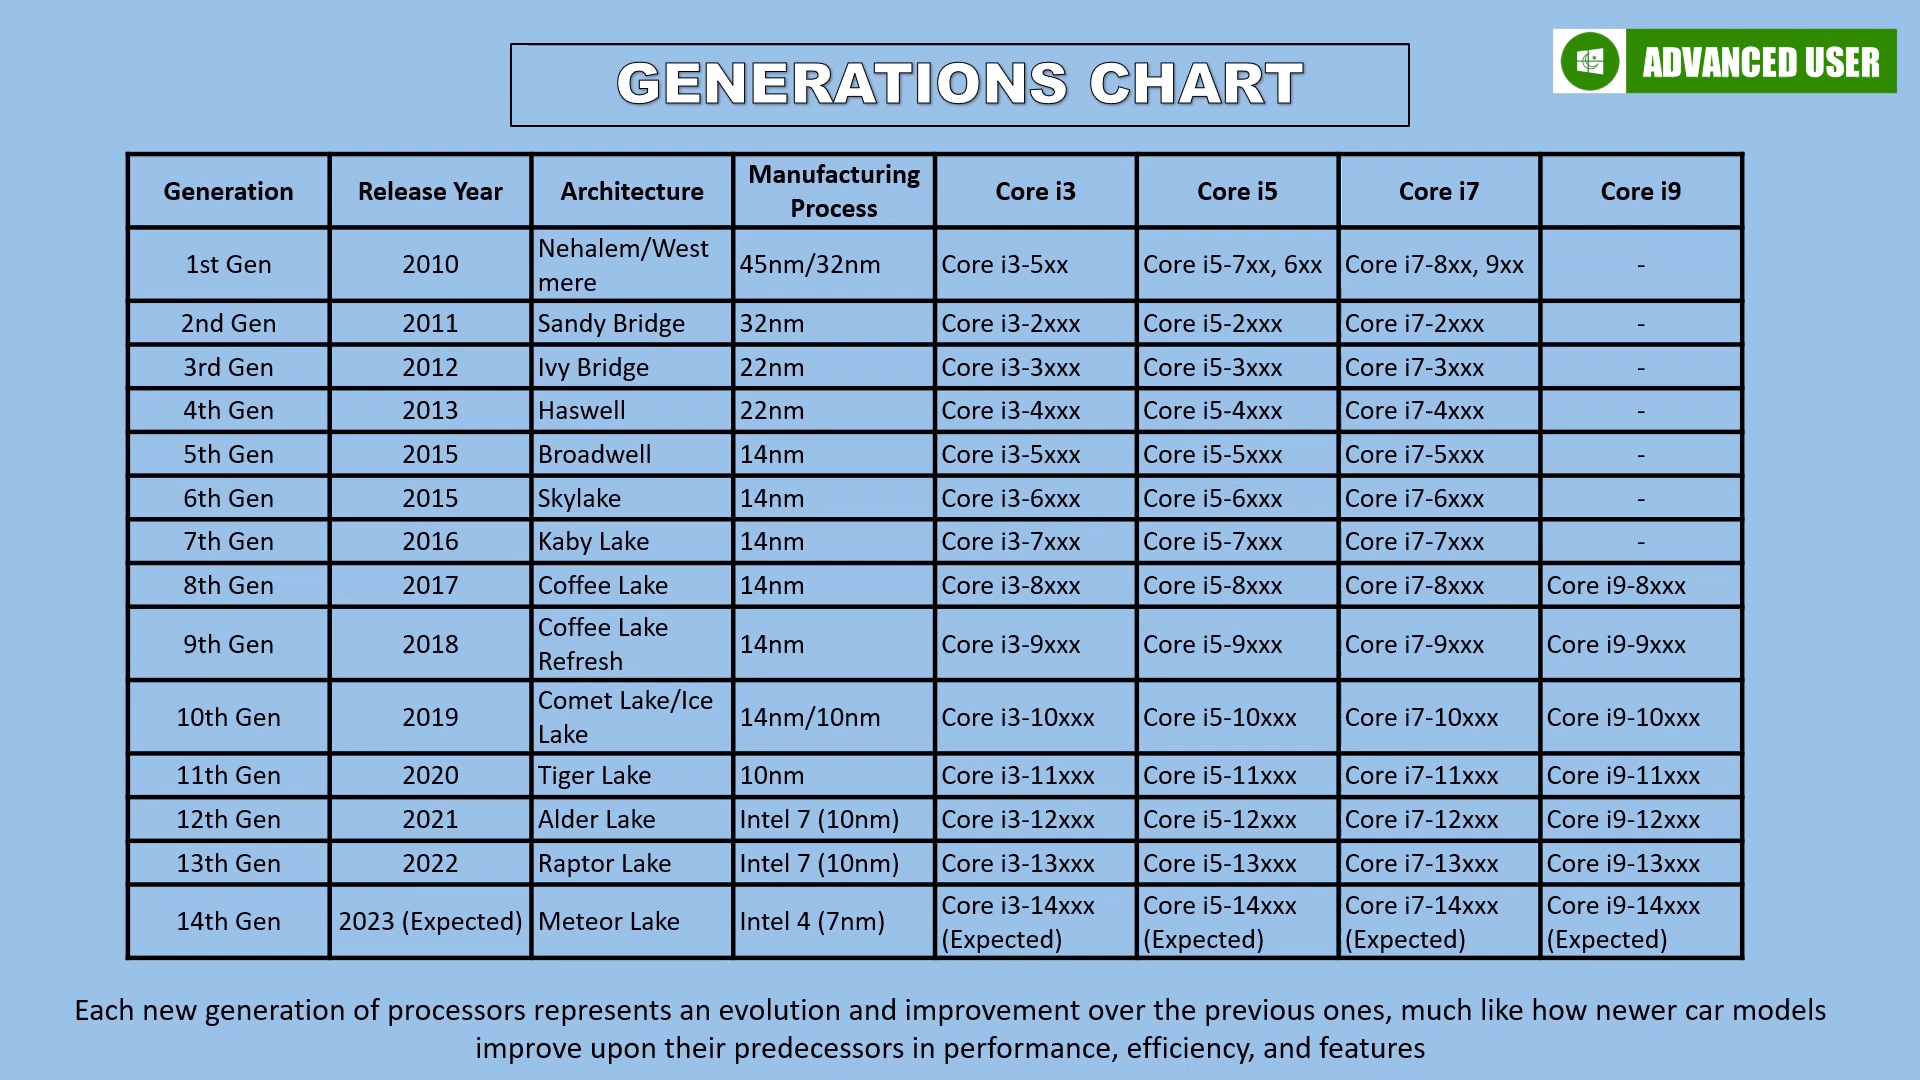 GENERATIONS CHART
ADVANCED USER
Generation Release Year Architecture Manufacturing Process Core i3 Core i5 Core i7 Core i9
1st Gen 2010 Nehalem/Westmere 45nm/32nm Core i3-5xx Core i5-7xx, 6xx Core i7-8xx, 9xx -
2nd Gen 2011 Sandy Bridge 32nm Core i3-2xxx Core i5-2xxx Core i7-2xxx -
3rd Gen 2012 Ivy Bridge 22nm Core i3-3xxx Core i5-3xxx Core i7-3xxx -
4th Gen 2013 Haswell 22nm Core i3-4xxx Core i5-4xxx Core i7-4xxx -
5th Gen 2015 Broadwell 14nm Core i3-5xxx Core i5-5xxx Core i7-5xxx -
6th Gen 2015 Skylake 14nm Core i3-6xxx Core i5-6xxx Core i7-6xxx -
7th Gen 2016 Kaby Lake 14nm Core i3-7xxx Core i5-7xxx Core i7-7xxx -
8th Gen 2017 Coffee Lake 14nm Core i3-8xxx Core i5-8xxx Core i7-8xxx Core i9-8xxx
9th Gen 2018 Coffee Lake Refresh 14nm Core i3-9xxx Core i5-9xxx Core i7-9xxx Core i9-9xxx
10th Gen 2019 Comet Lake/Ice Lake 14nm/10nm Core i3-10xxx Core i5-10xxx Core i7-10xxx Core i9-10xxx
11th Gen 2020 Tiger Lake 10nm Core i3-11xxx Core i5-11xxx Core i7-11xxx Core i9-11xxx
12th Gen 2021 Alder Lake Intel 7 (10nm) Core i3-12xxx Core i5-12xxx Core i7-12xxx Core i9-12xxx
13th Gen 2022 Raptor Lake Intel 7 (10nm) Core i3-13xxx Core i5-13xxx Core i7-13xxx Core i9-13xxx
14th Gen 2023 (Expected) Meteor Lake Intel 4 (7nm) Core i3-14xxx (Expected) Core i5-14xxx (Expected) Core i7-14xxx (Expected) Core i9-14xxx (Expected)
Each new generation of processors represents an evolution and improvement over the previous ones, much like how newer car models
improve upon their predecessors in performance, efficiency, and features